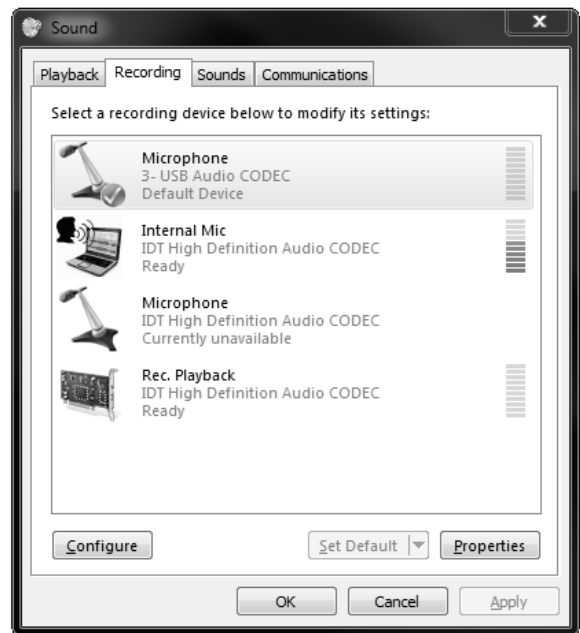 Sound
x
Playback Recording Sounds Communications
Select a recording device below to modify its settings:
Microphone
3- USB Audio CODEC
Default Device
Internal Mic
IDT High Definition Audio CODEC
Ready
Microphone
IDT High Definition Audio CODEC
Currently unavailable
Rec. Playback
IDT High Definition Audio CODEC
Ready
Configure Set Default Properties
OK Cancel Apply